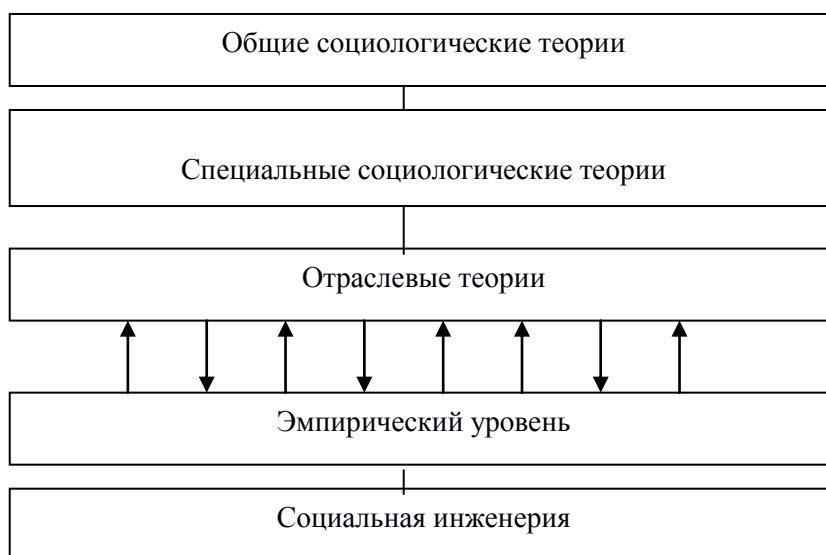 Общие социологические теории
Специальные социологические теории
Отраслевые теории
Эмпирический уровень
Социальная инженерия